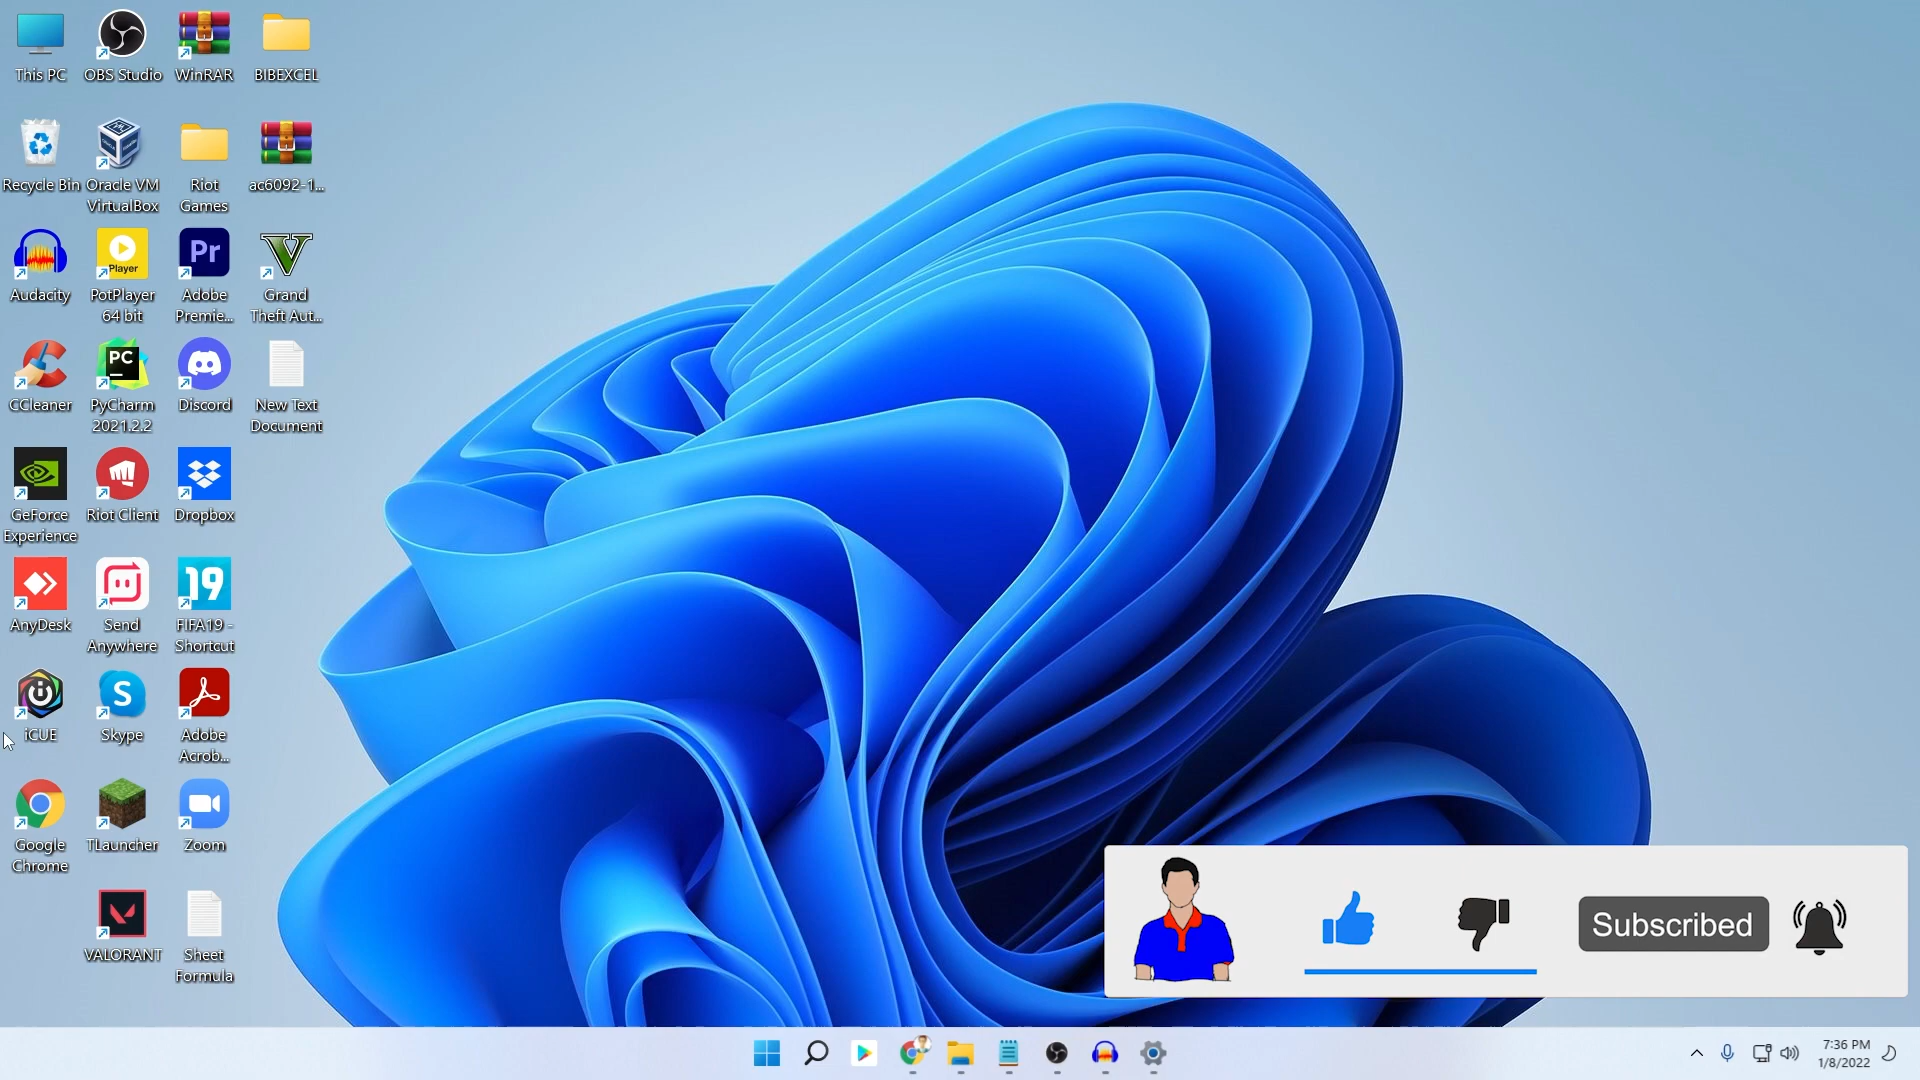 This PC
OBS Studio
WinRAR
BIBEXCEL
Recycle Bin
Oracle VM
VirtualBox
Riot
Games
ac6092-1...
Audacity
Player
PotPlayer
64 bit
Pr
Adobe
Premie...
V
Grand
Theft Aut...
CCleaner
PC
PyCharm
2021.2.2
Discord
New Text
Document
GeForce
Experience
Riot Client
Dropbox
AnyDesk
Send
Anywhere
19
FIFA19 -
Shortcut
iCUE
S
Skype
Adobe
Acrob...
Google
Chrome
TLauncher
Zoom
VALORANT
Sheet
Formula
Subscribed
7:36 PM
1/8/2022